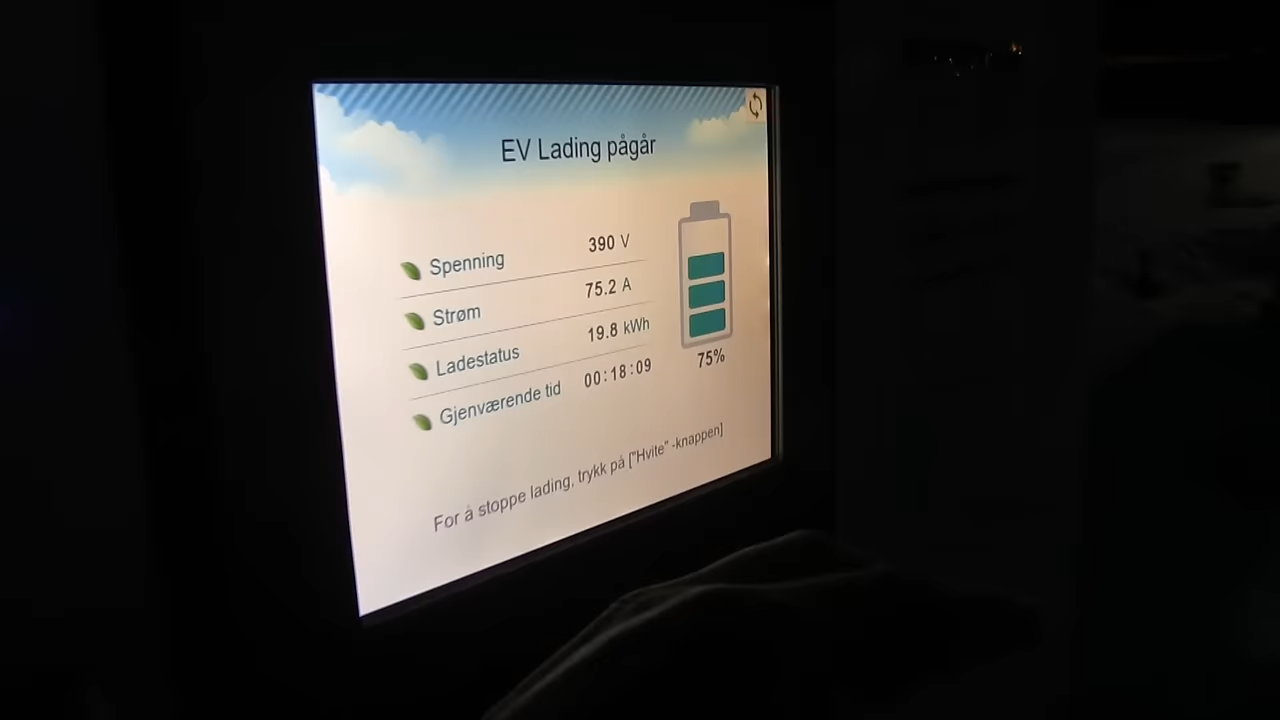 EV Lading pågår
Spenning 390 V
Strøm 75.2 A
Ladestatus 19.8 kWh
Gjenværende tid 00:18:09
75%
For å stoppe lading, trykk på ["Hvite" -knappen]